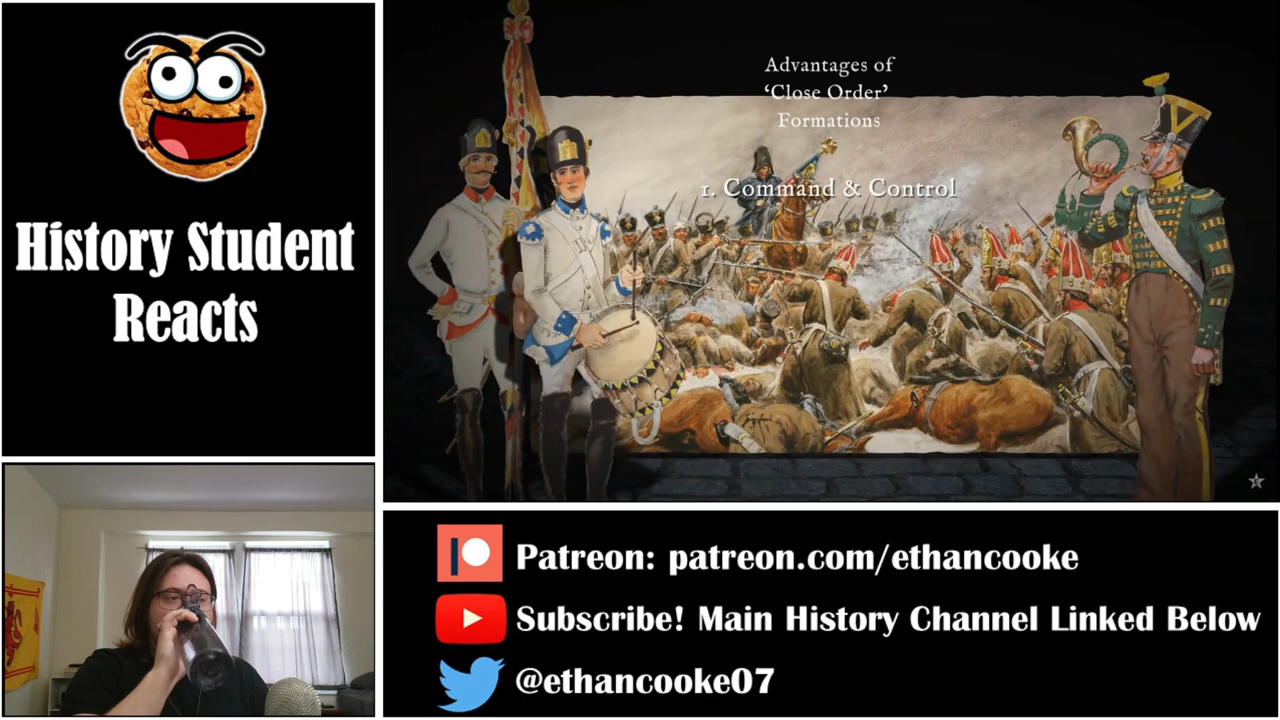 History Student
Reacts
Advantages of
‘Close Order’
Formations
1. Command & Control
Patreon: patreon.com/ethancooke
Subscribe! Main History Channel Linked Below
@ethancooke07